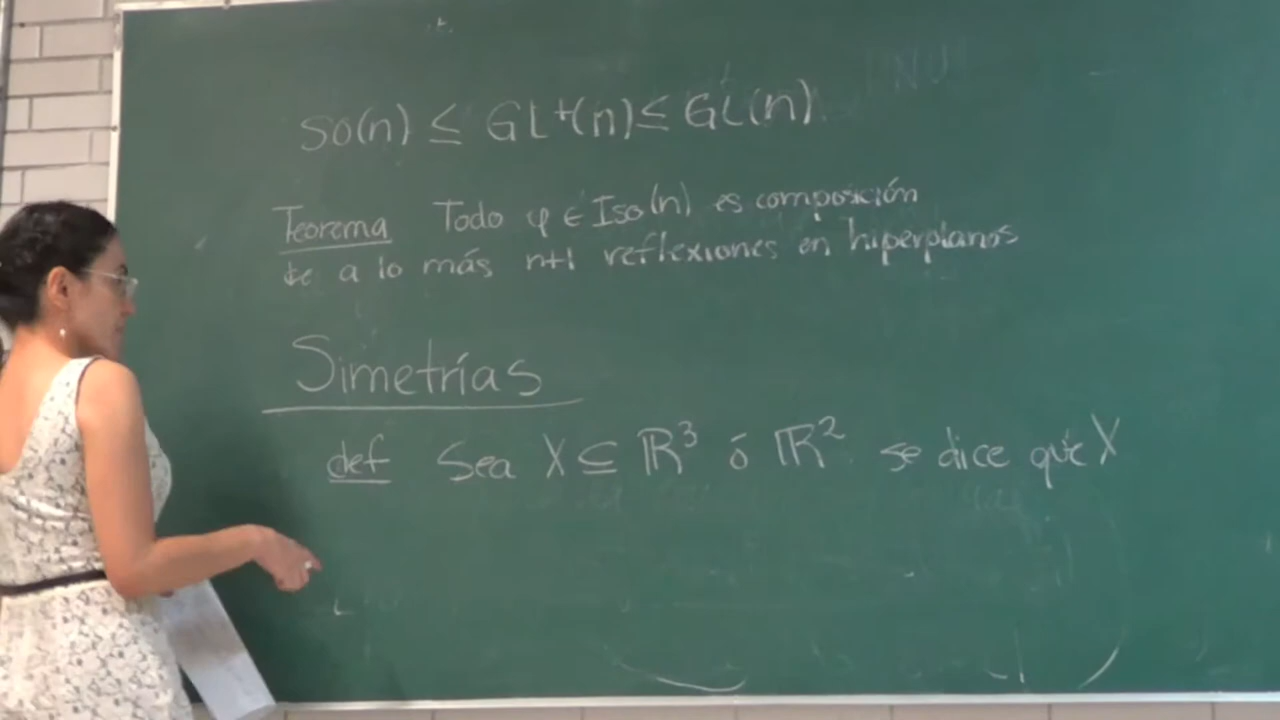 SO(n) ≤ GL+(n) ≤ GL(n)
Teorema Todo φ ∈ Iso(n) es composición
de a lo más n+1 reflexiones en hiperplanos
Simetrías
def Sea X ⊆ ℝ³ ó ℝ² se dice que X